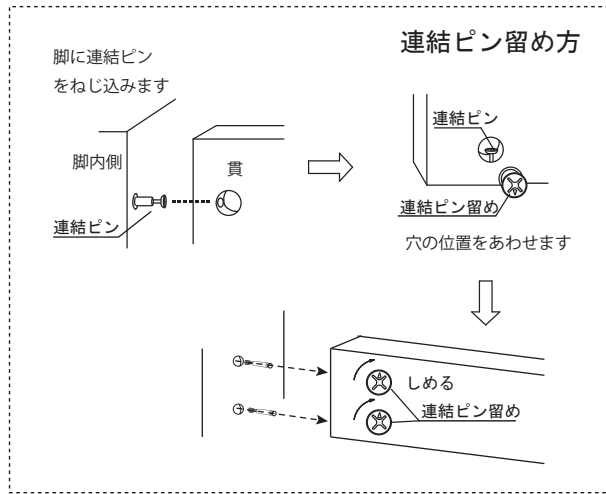 連結ピン留め方
脚に連結ピン
をねじ込みます
脚内側
貫
連結ピン
連結ピン
連結ピン留め
穴の位置をあわせます
しめる
連結ピン留め